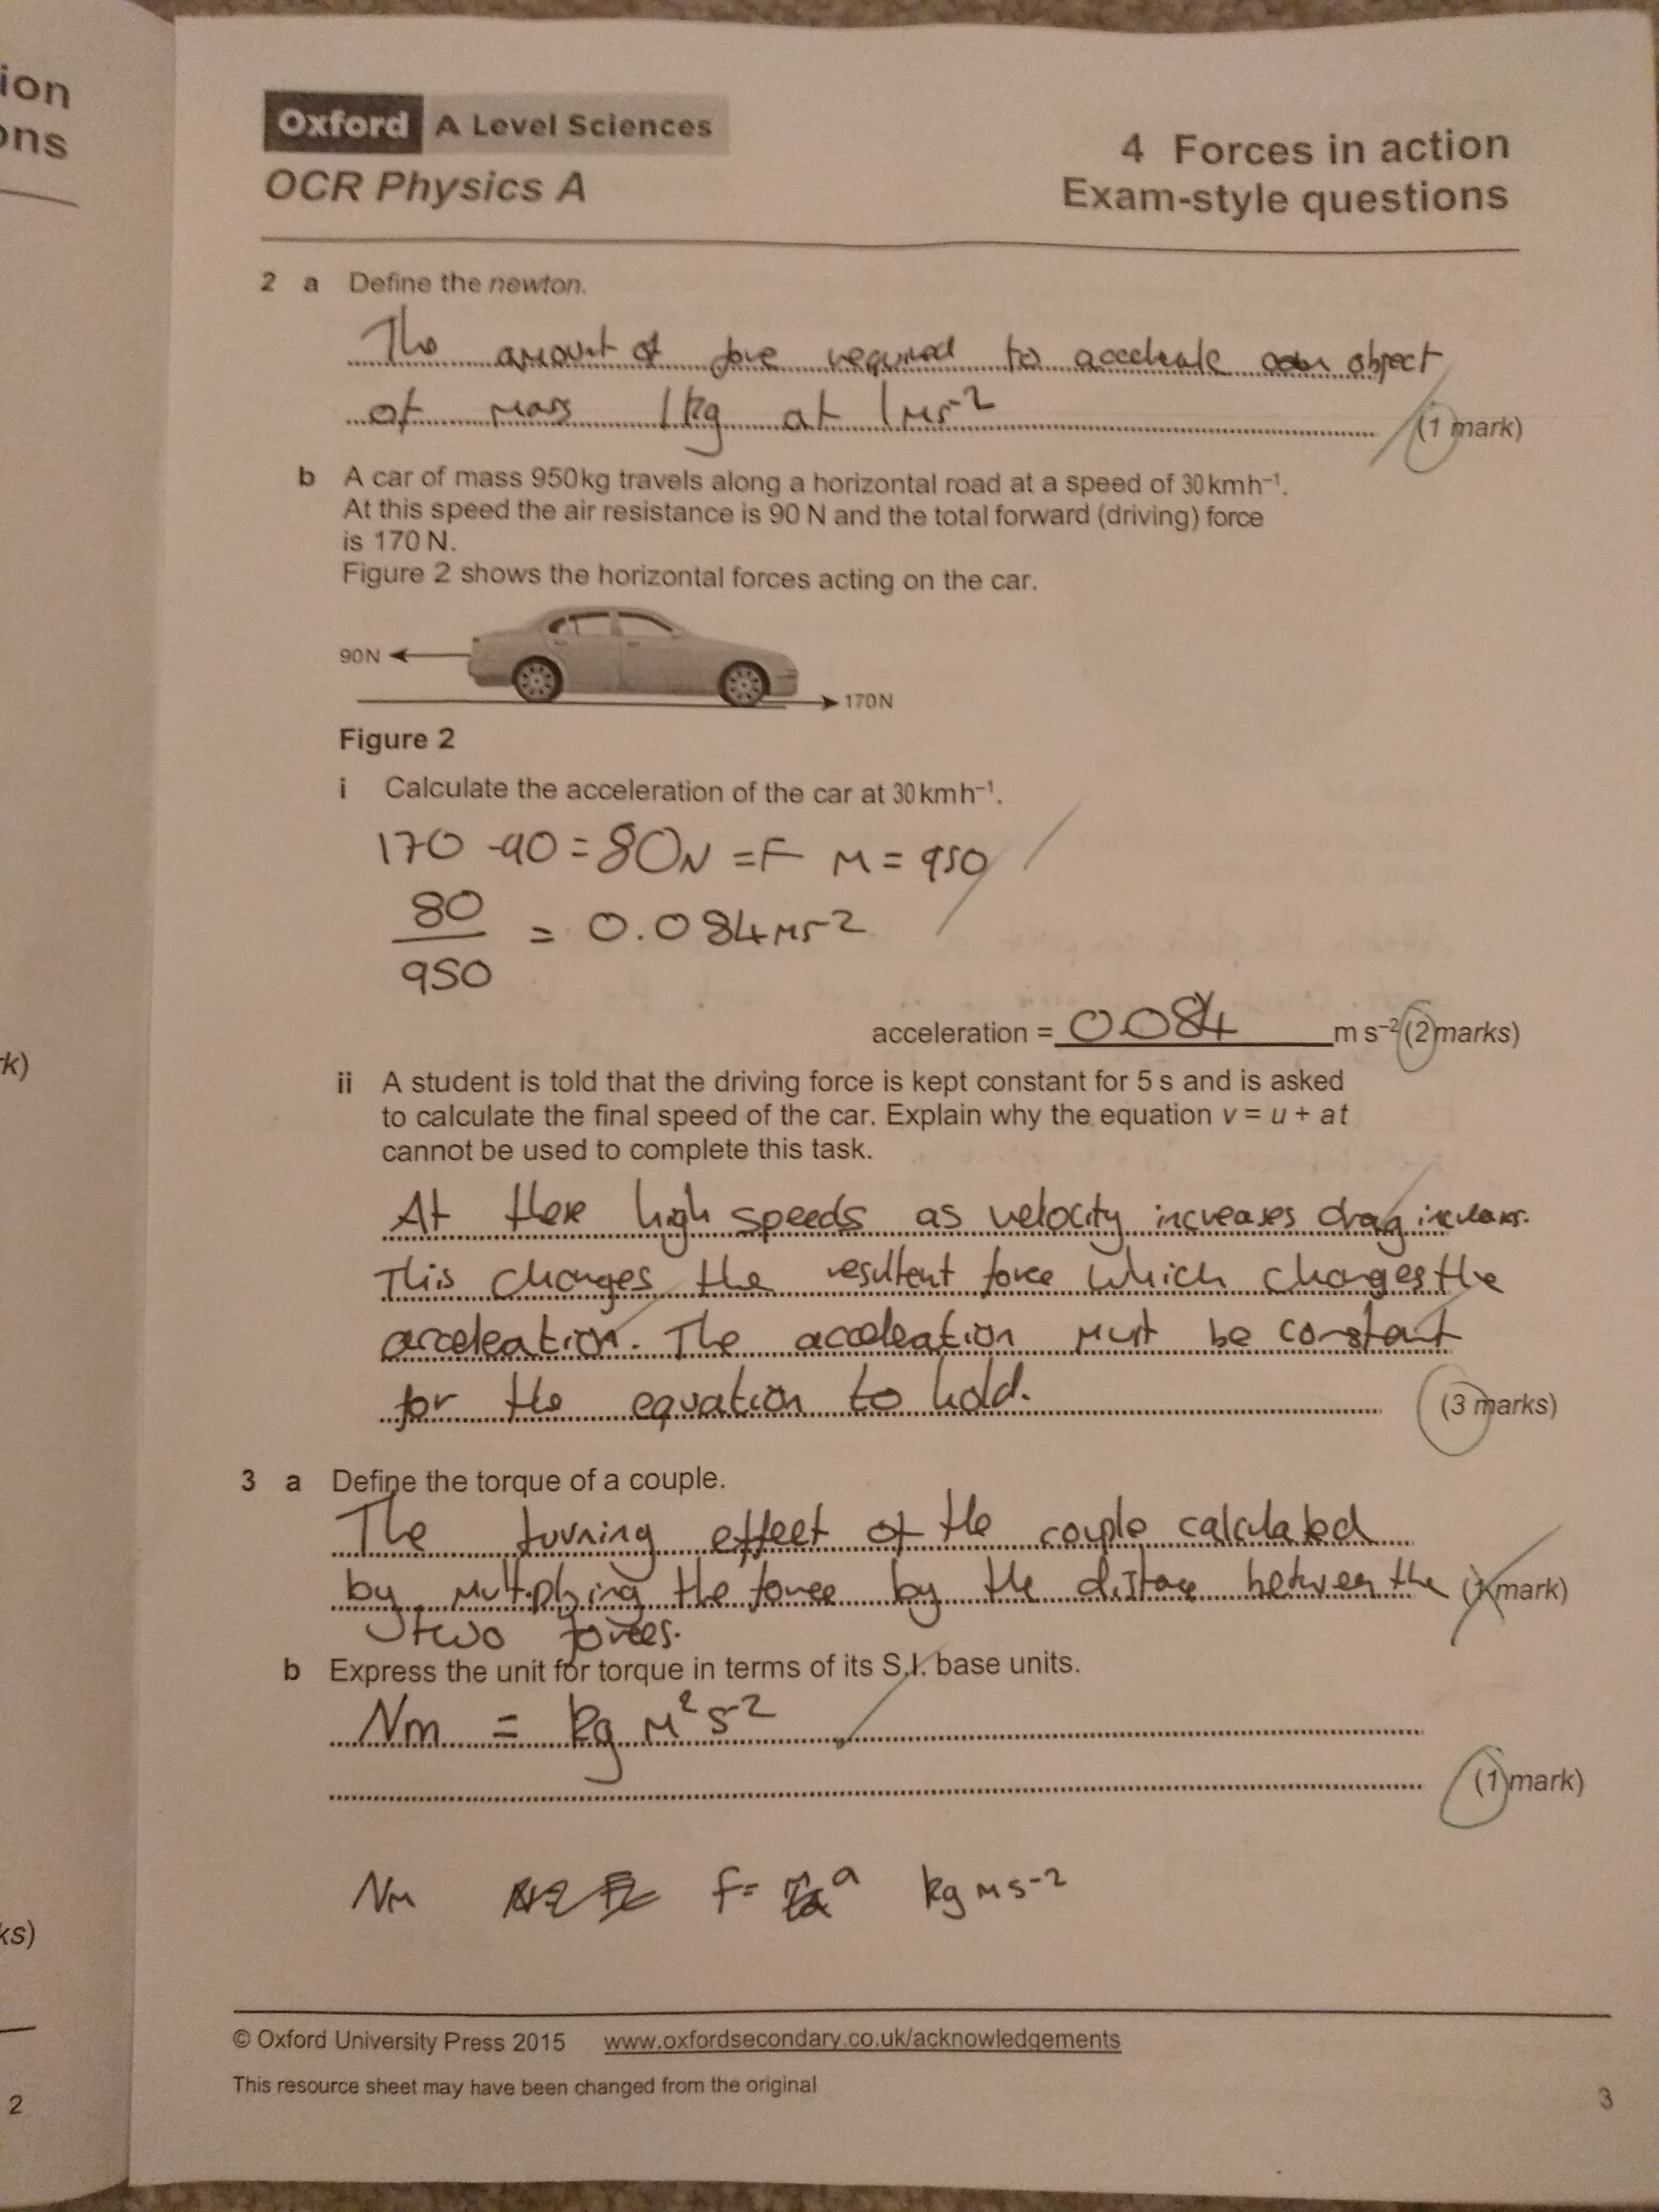 ion
ons
Oxford A Level Sciences
OCR Physics A
4 Forces in action
Exam-style questions
2 a Define the newton.
The amount of force required to accelerate an object
of mass 1kg at 1ms-2
(1 mark)
b A car of mass 950 kg travels along a horizontal road at a speed of 30 km h⁻¹.
At this speed the air resistance is 90 N and the total forward (driving) force
is 170 N.
Figure 2 shows the horizontal forces acting on the car.
90 N
170 N
Figure 2
i Calculate the acceleration of the car at 30 km h⁻¹.
170 -90 = 80N = F M = 950
80
950
= 0.084ms-2
acceleration = 0.084 m s⁻² (2 marks)
k)
ii A student is told that the driving force is kept constant for 5 s and is asked
to calculate the final speed of the car. Explain why the equation v = u + at
cannot be used to complete this task.
At these high speeds as velocity increases drag increases.
This changes the resultent force which changes the
acceleation. The acceleation must be constant
for the equation to hold.
(3 marks)
3 a Define the torque of a couple.
The turning effect of the couple calculated
by multiplying the force by the distance between the (1 mark)
two forces.
b Express the unit for torque in terms of its S.I. base units.
Nm = kg m² s-2
(1 mark)
Nm F= a kg m s-2
ks)
© Oxford University Press 2015 www.oxfordsecondary.co.uk/acknowledgements
This resource sheet may have been changed from the original
2
3